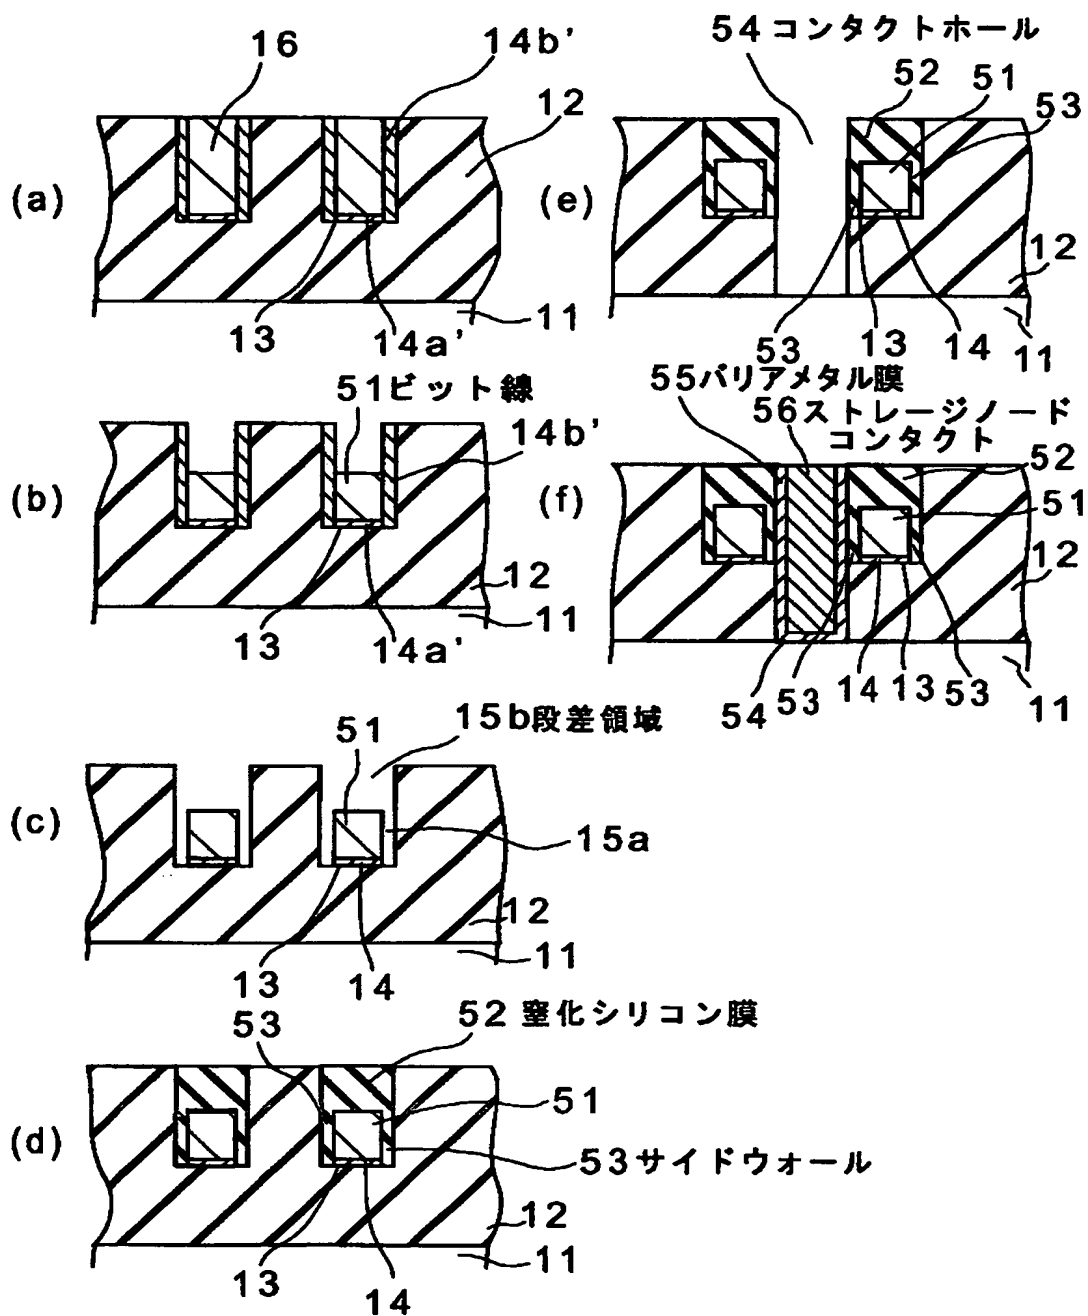 16
14b'
12
(a)
13
14a'
11
51ビット線
14b'
(b)
12
11
13
14a'
51
15b段差領域
(c)
15a
12
11
13
14
53
52窒化シリコン膜
51
(d)
53サイドウォール
12
11
13
14
54コンタクトホール
52
51
53
(e)
12
53
13
14
11
55バリアメタル膜
56ストレージノード
コンタクト
52
(f)
51
12
54
53
14
13
53
11